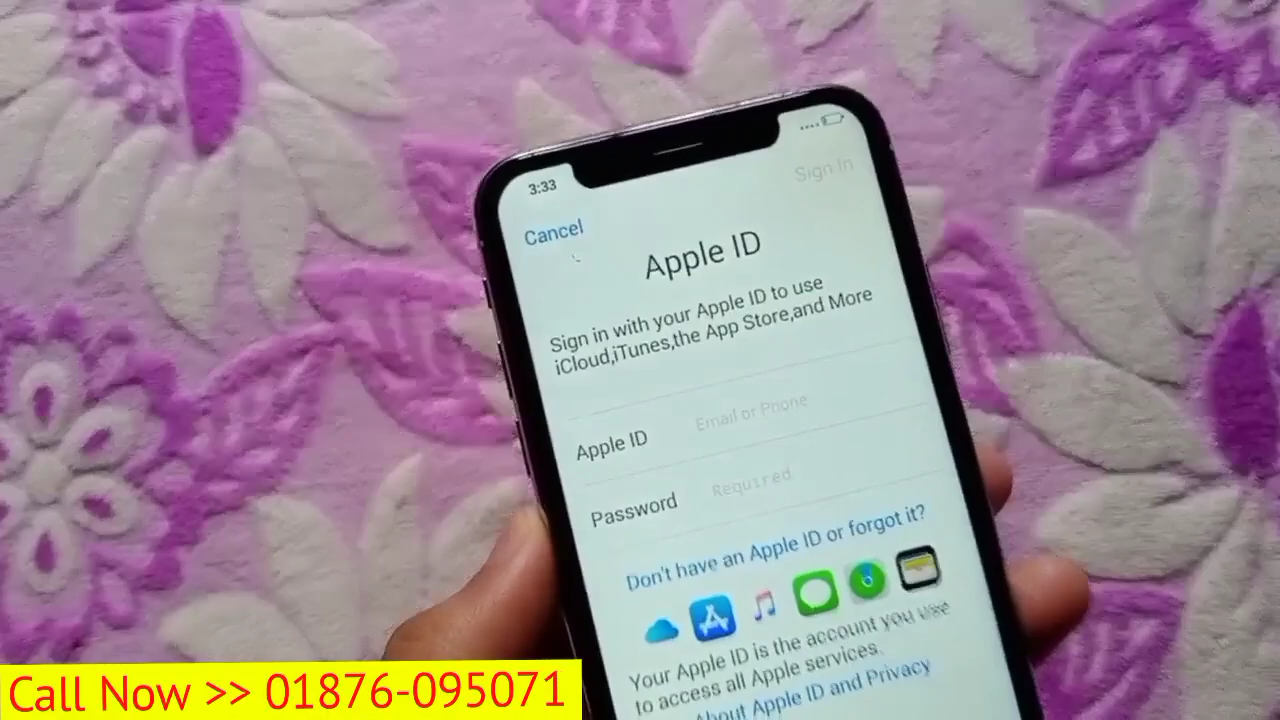 3:33
Sign In
Cancel
Apple ID
Sign in with your Apple ID to use
iCloud,iTunes,the App Store,and More
Apple ID Email or Phone
Password Required
Don't have an Apple ID or forgot it?
Your Apple ID is the account you use
to access all Apple services.
About Apple ID and Privacy
Call Now >> 01876-095071